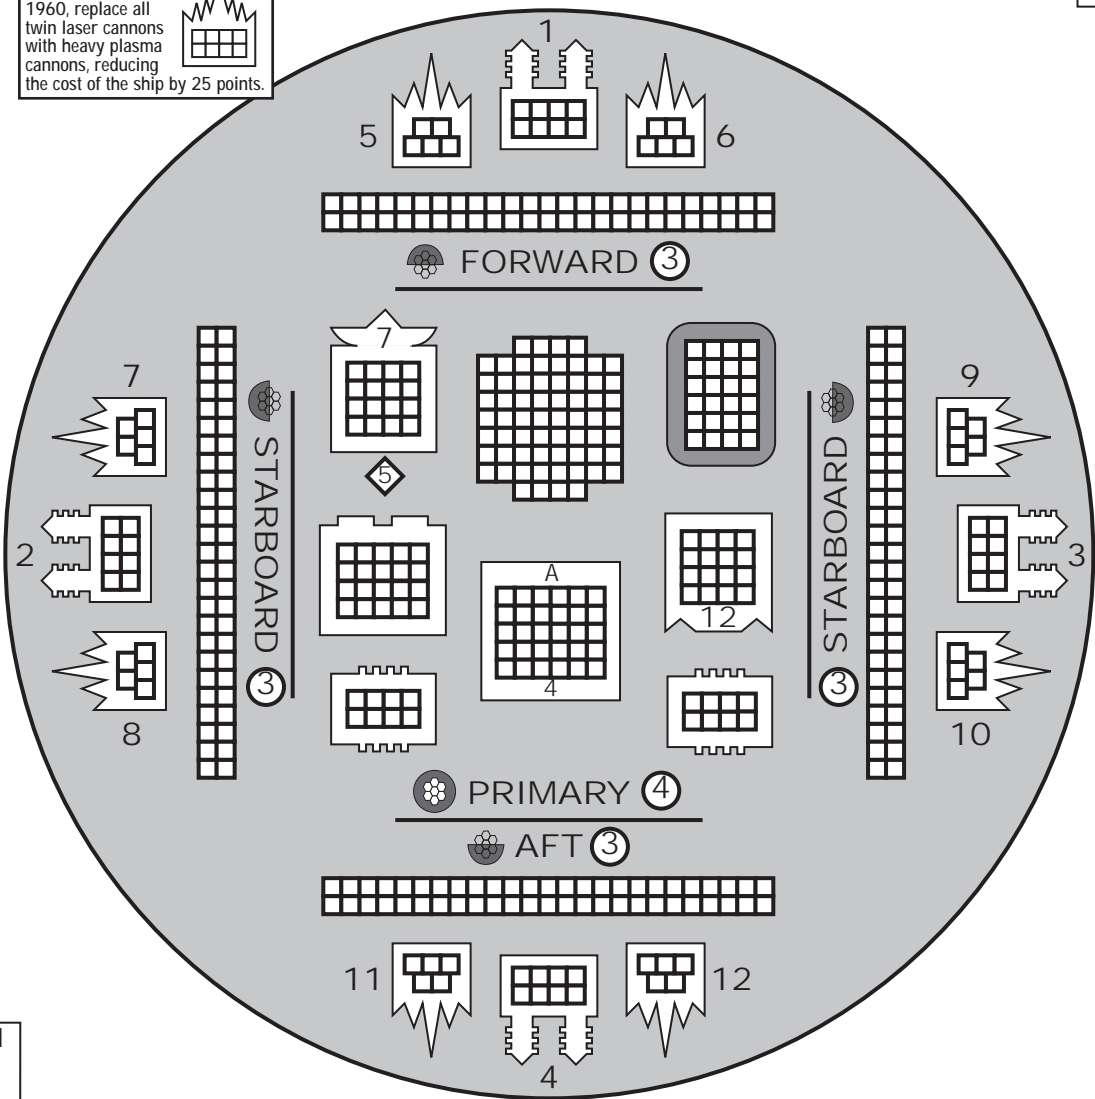 1960, replace all
twin laser cannons
with heavy plasma
cannons, reducing
the cost of the ship by 25 points.
1
5
6
FORWARD 3
7
7
9
5
STARBOARD 3
STARBOARD 3
2
3
A
12
4
8
10
PRIMARY 4
AFT 3
11
12
4